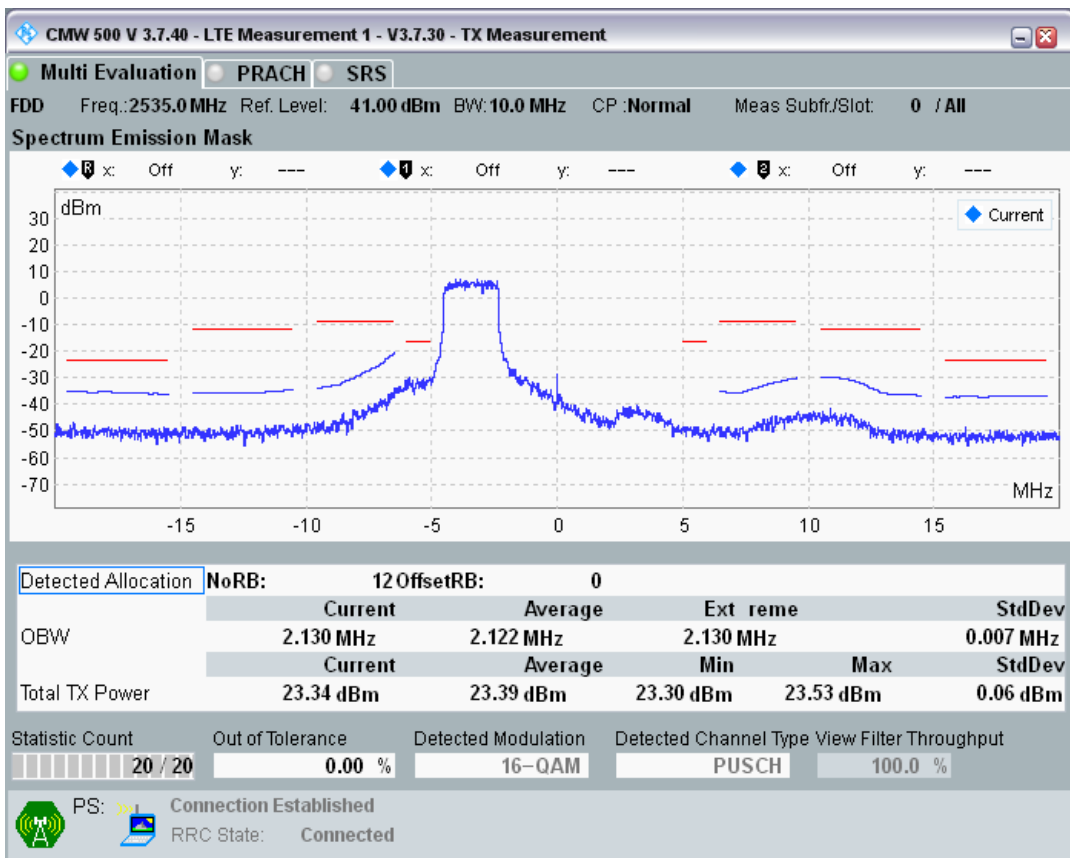 CMW 500 V 3.7.40 - LTE Measurement 1 - V3.7.30 - TX Measurement
Multi Evaluation PRACH SRS
FDD Freg.:2535.0 MHz Ref. Level: 41.00 dBm BW:10.0 MHz CP :Normal Meas Subfr./Slot: 0 / All
Spectrum Emission Mask
R x: Off y: --- 1 x: Off y: --- 2 x: Off y: ---
dBm
Current
30
20
10
0
-10
-20
-30
-40
-50
-60
-70
MHz
-15 -10 -5 0 5 10 15
Detected Allocation NoRB: 12 OffsetRB: 0
Current Average Ext reme StdDev
OBW 2.130 MHz 2.122 MHz 2.130 MHz 0.007 MHz
Current Average Min Max StdDev
Total TX Power 23.34 dBm 23.39 dBm 23.30 dBm 23.53 dBm 0.06 dBm
Statistic Count Out of Tolerance Detected Modulation Detected Channel Type View Filter Throughput
20 / 20 0.00 % 16-QAM PUSCH 100.0 %
PS: Connection Established
RRC State: Connected